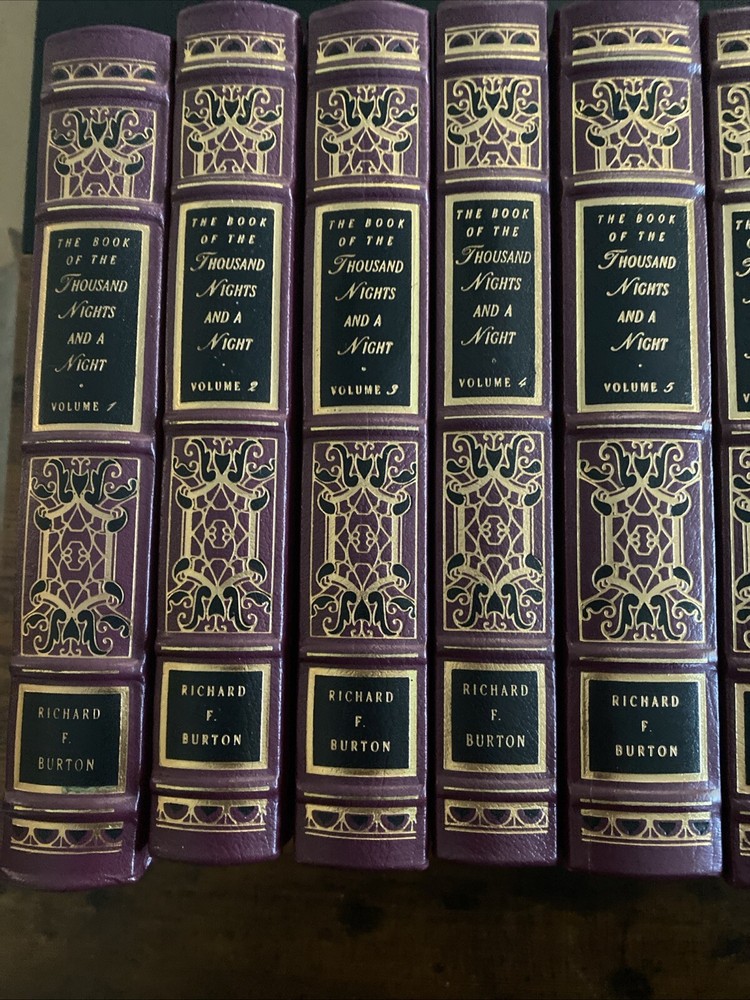 THE BOOK
OF THE
THOUSAND
NIGHTS
AND A
NIGHT
VOLUME 1
RICHARD
F.
BURTON
THE BOOK
OF THE
THOUSAND
NIGHTS
AND A
NIGHT
VOLUME 2
RICHARD
F.
BURTON
THE BOOK
OF THE
THOUSAND
NIGHTS
AND A
NIGHT
VOLUME 3
RICHARD
F.
BURTON
THE BOOK
OF THE
THOUSAND
NIGHTS
AND A
NIGHT
VOLUME 4
RICHARD
F.
BURTON
THE BOOK
OF THE
THOUSAND
NIGHTS
AND A
NIGHT
VOLUME 5
RICHARD
F.
BURTON